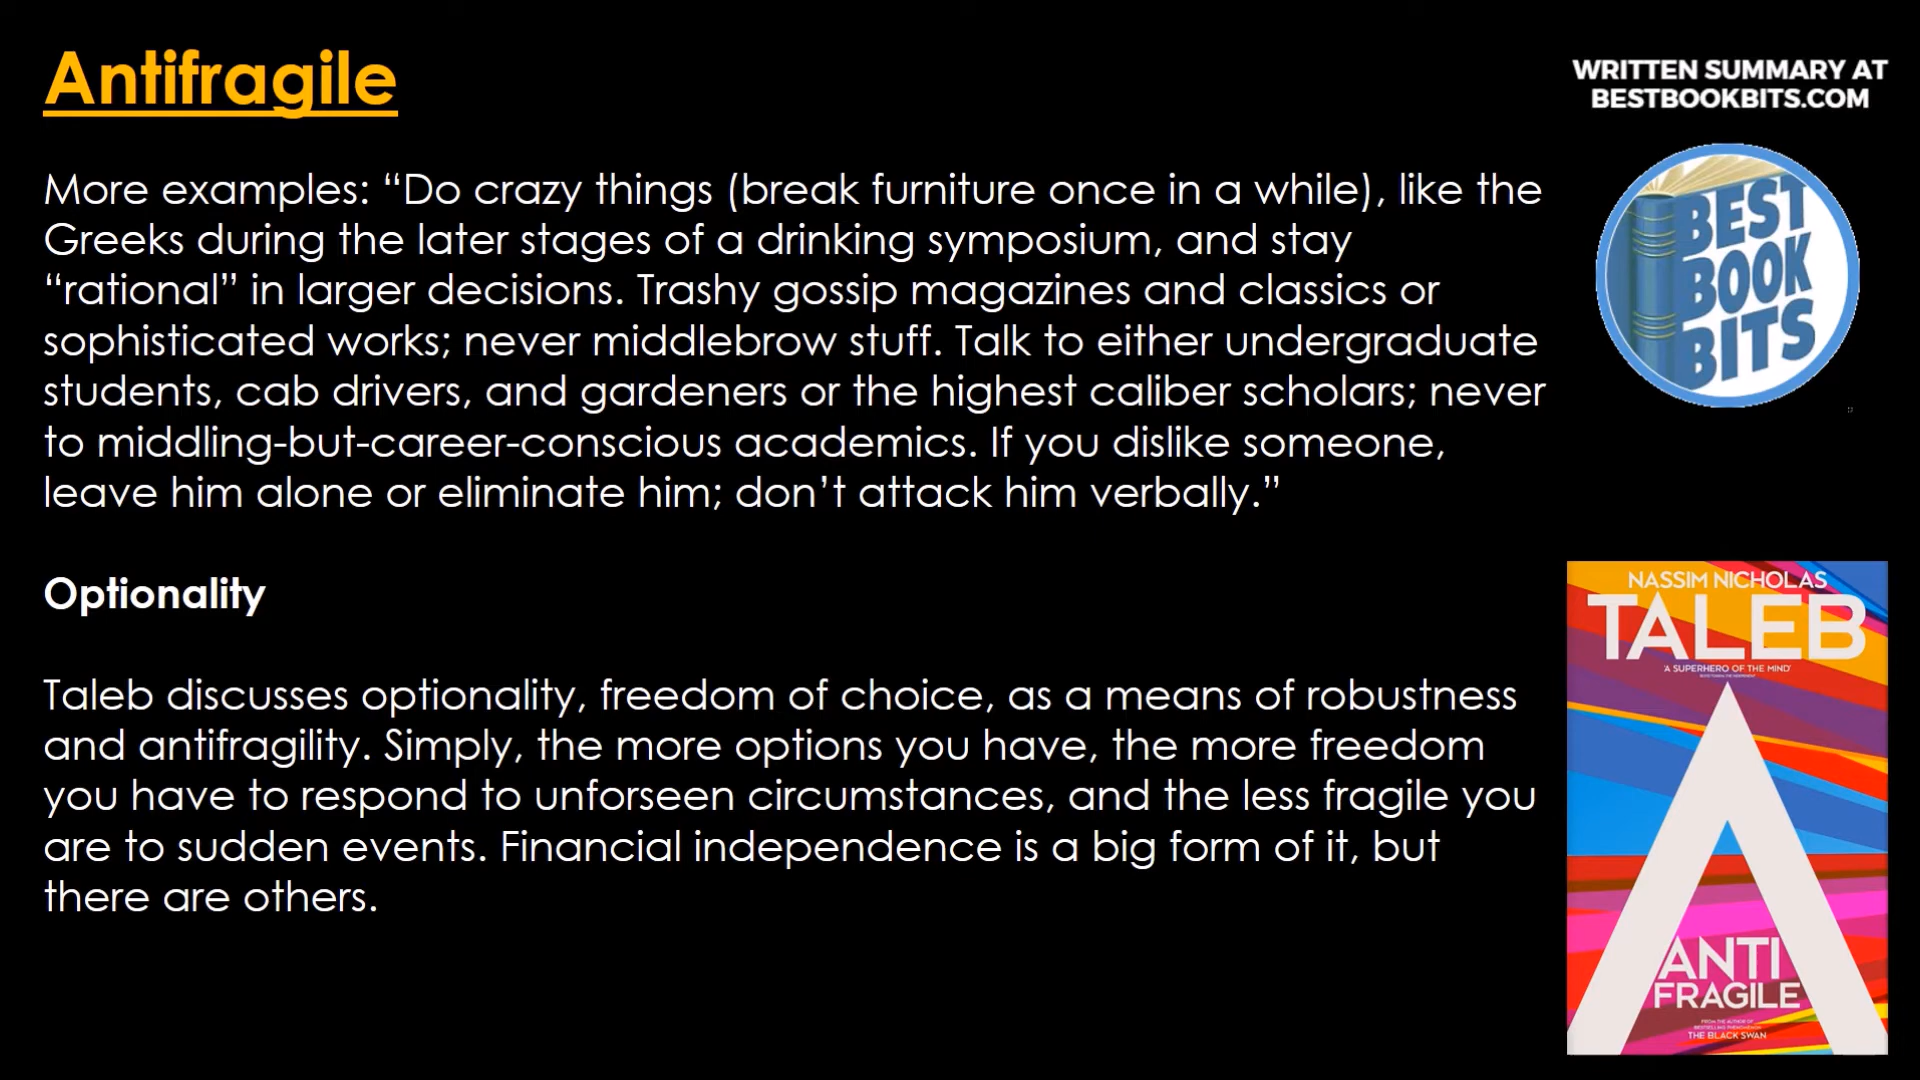 Antifragile
WRITTEN SUMMARY AT
BESTBOOKBITS.COM
More examples: “Do crazy things (break furniture once in a while), like the
Greeks during the later stages of a drinking symposium, and stay
“rational” in larger decisions. Trashy gossip magazines and classics or
sophisticated works; never middlebrow stuff. Talk to either undergraduate
students, cab drivers, and gardeners or the highest caliber scholars; never
to middling-but-career-conscious academics. If you dislike someone,
leave him alone or eliminate him; don’t attack him verbally.”
BEST
BOOK
BITS
Optionality
Taleb discusses optionality, freedom of choice, as a means of robustness
and antifragility. Simply, the more options you have, the more freedom
you have to respond to unforseen circumstances, and the less fragile you
are to sudden events. Financial independence is a big form of it, but
there are others.
NASSIM NICHOLAS
TALEB
'A SUPERHERO OF THE MIND'
ANTI
FRAGILE
FROM THE AUTHOR OF
BESTSELLING PHENOMENON
THE BLACK SWAN